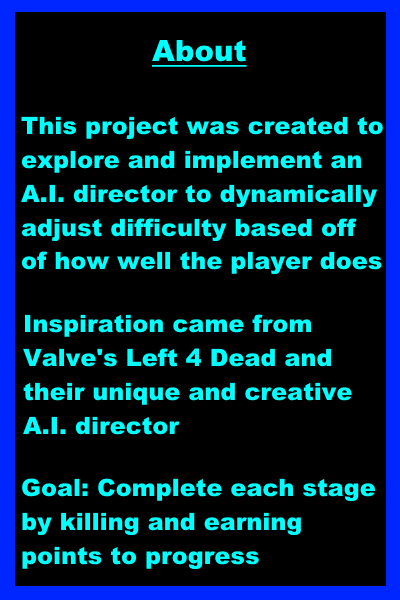 About
This project was created to
explore and implement an
A.I. director to dynamically
adjust difficulty based off
of how well the player does
Inspiration came from
Valve's Left 4 Dead and
their unique and creative
A.I. director
Goal: Complete each stage
by killing and earning
points to progress